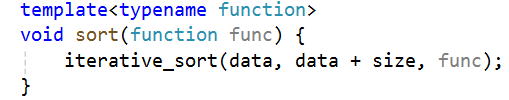 template<typename function>
void sort(function func) {
    iterative_sort(data, data + size, func);
}